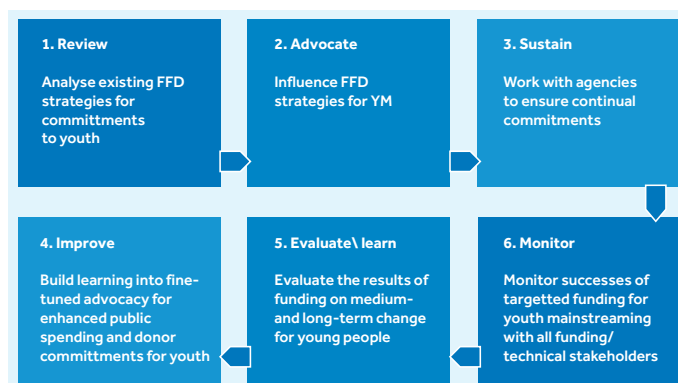 1. Review
Analyse existing FFD
strategies for
committments
to youth
2. Advocate
Influence FFD
strategies for YM
3. Sustain
Work with agencies
to ensure continual
commitments
4. Improve
Build learning into fine-
tuned advocacy for
enhanced public
spending and donor
committments for youth
5. Evaluate\ learn
Evaluate the results of
funding on medium-
and long-term change
for young people
6. Monitor
Monitor successes of
targetted funding for
youth mainstreaming
with all funding/
technical stakeholders